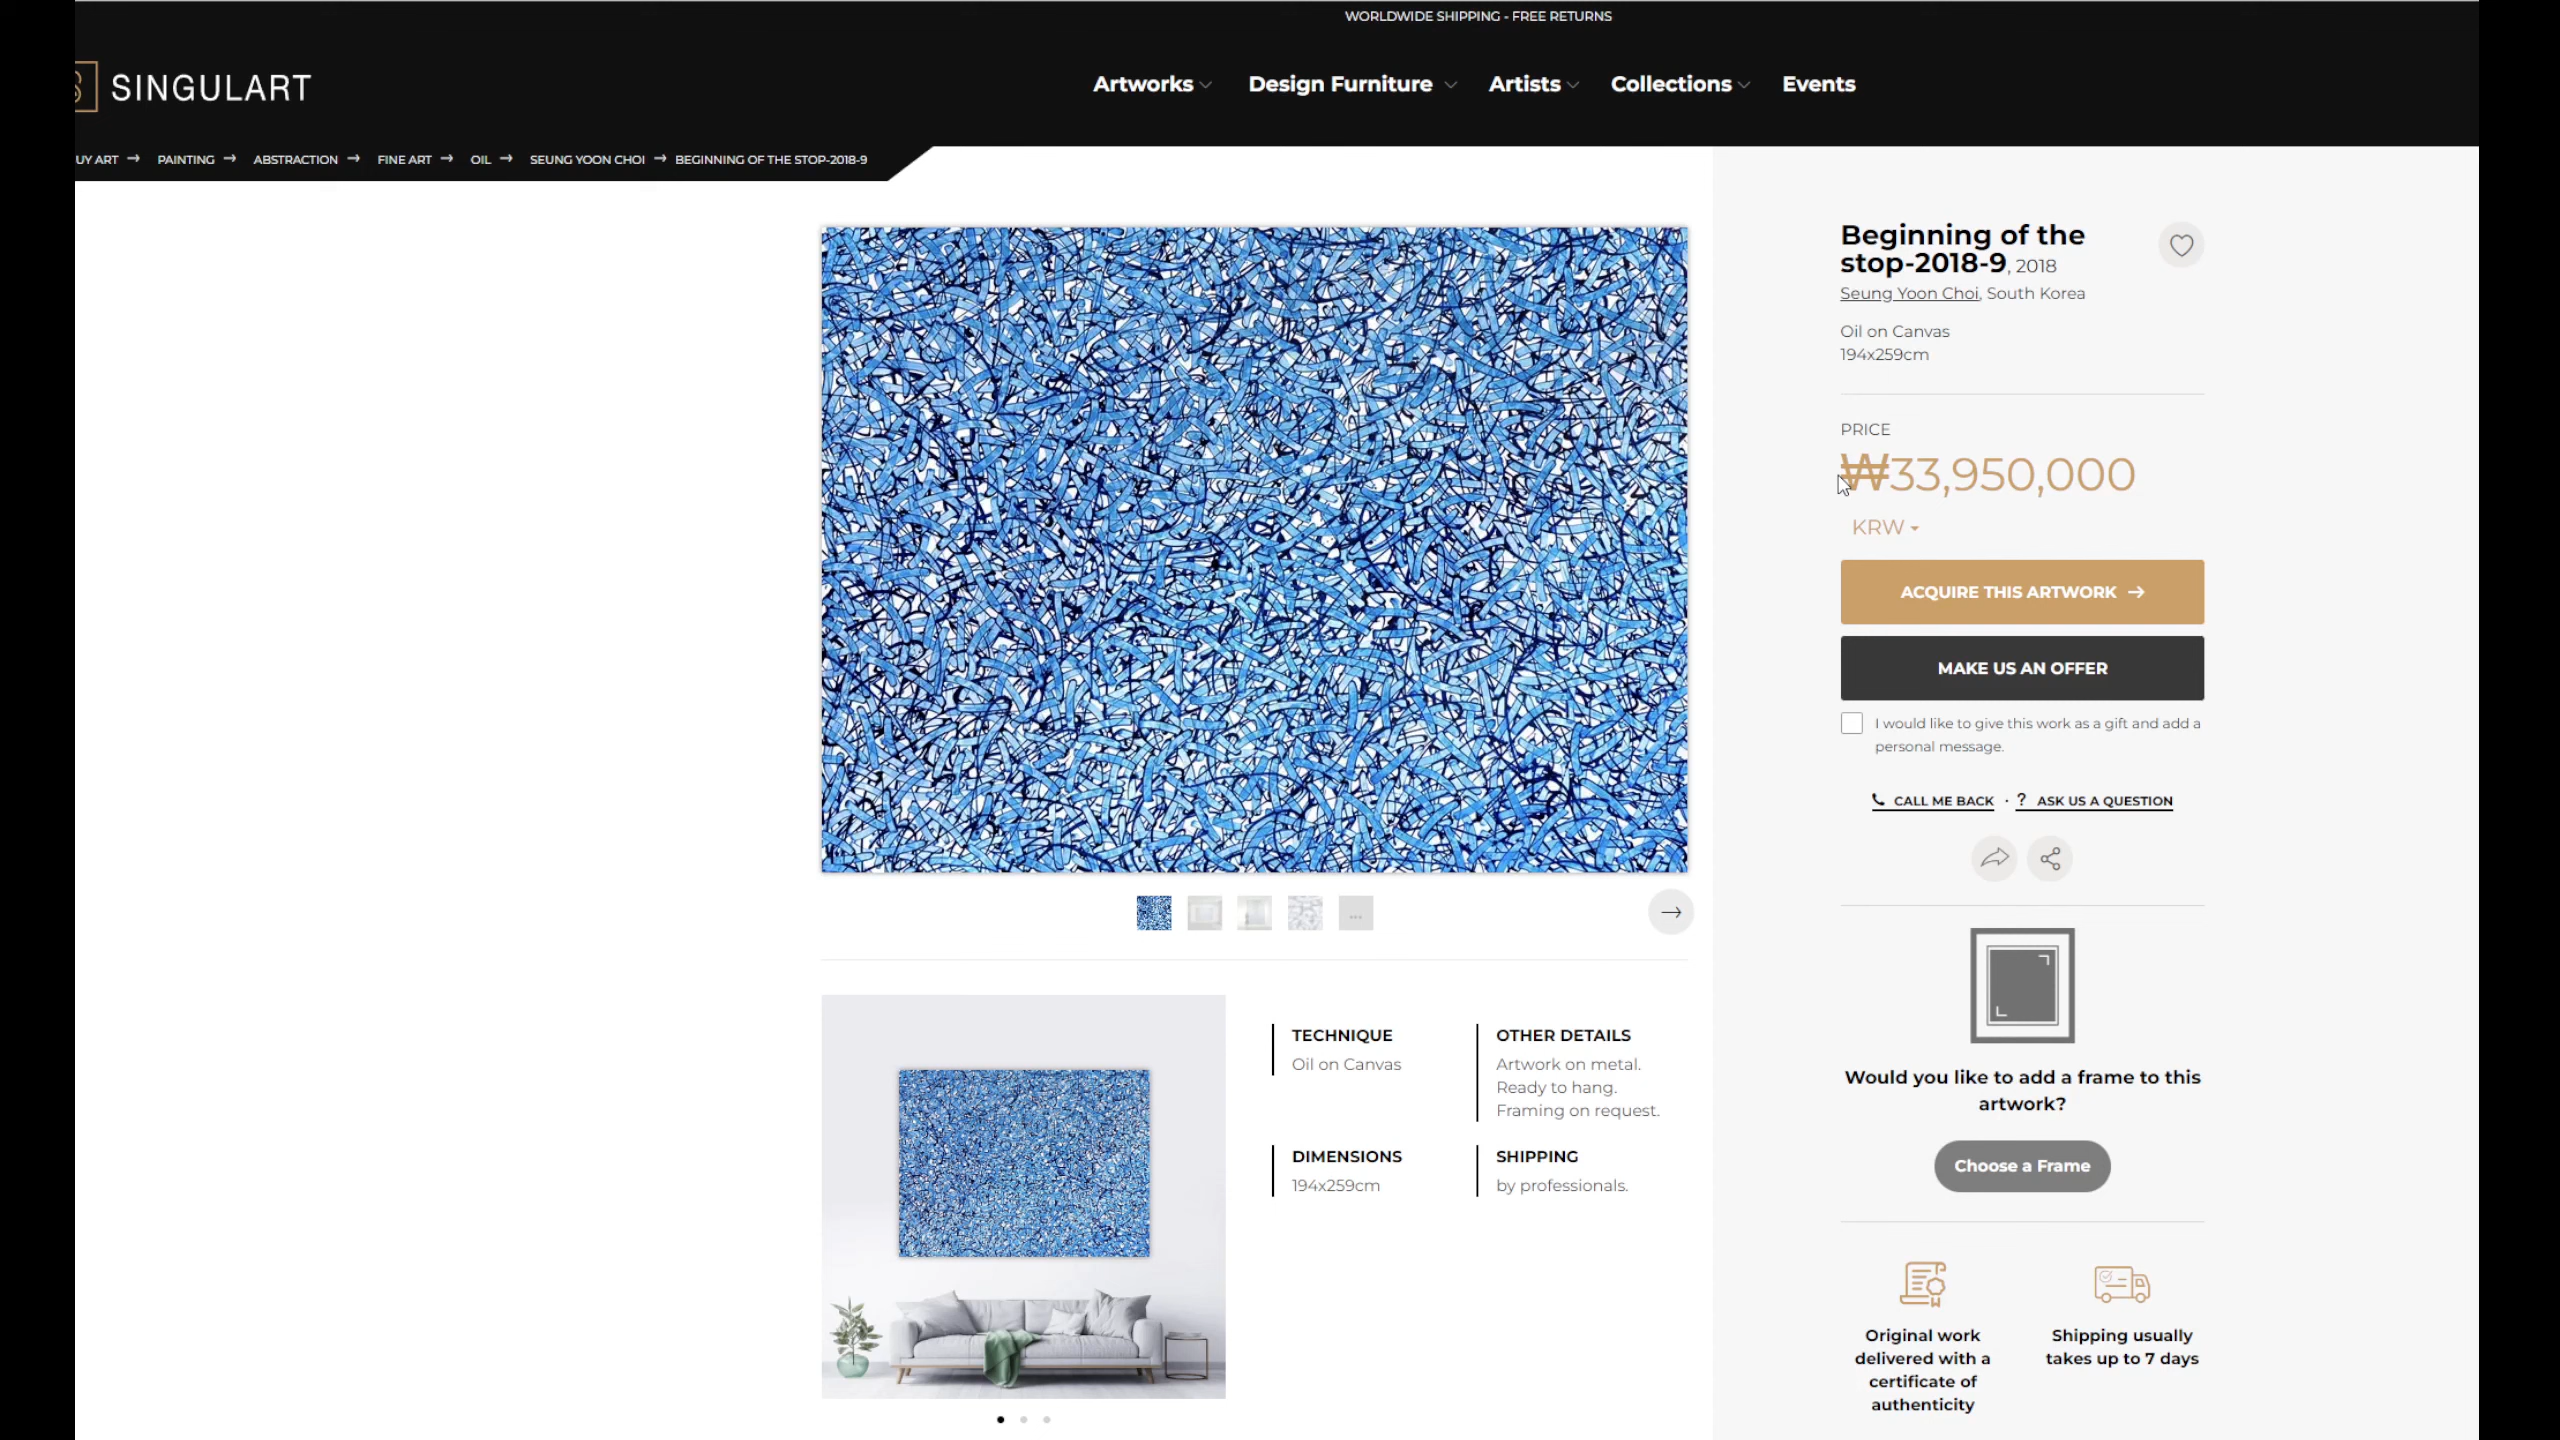 WORLDWIDE SHIPPING - FREE RETURNS
SINGULART
Artworks Design Furniture Artists Collections Events
UY ART → PAINTING → ABSTRACTION → FINE ART → OIL → SEUNG YOON CHOI → BEGINNING OF THE STOP-2018-9
Beginning of the
stop-2018-9, 2018
Seung Yoon Choi, South Korea
Oil on Canvas
194x259cm
PRICE
₩33,950,000
KRW
ACQUIRE THIS ARTWORK →
MAKE US AN OFFER
I would like to give this work as a gift and add a
personal message.
CALL ME BACK · ? ASK US A QUESTION
...
TECHNIQUE
Oil on Canvas
OTHER DETAILS
Artwork on metal.
Ready to hang.
Framing on request.
DIMENSIONS
194x259cm
SHIPPING
by professionals.
Would you like to add a frame to this
artwork?
Choose a Frame
Original work
delivered with a
certificate of
authenticity
Shipping usually
takes up to 7 days